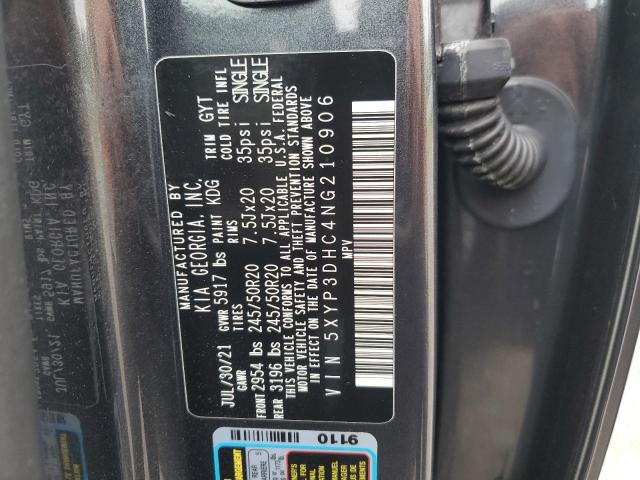 MANUFACTURED BY
KIA GEORGIA, INC.
JUL/30/21 GVWR 5917 lbs PAINT KDG TRIM GYT
GAWR TIRES RIMS COLD TIRE INFL
FRONT 2954 lbs 245/50R20 7.5Jx20 35psi SINGLE
REAR 3196 lbs 245/50R20 7.5Jx20 35psi SINGLE
THIS VEHICLE CONFORMS TO ALL APPLICABLE U.S.A. FEDERAL
MOTOR VEHICLE SAFETY AND THEFT PREVENTION STANDARDS
IN EFFECT ON THE DATE OF MANUFACTURE SHOWN ABOVE
VIN 5XYP3DHC4NG210906
MPV
9110
REAR